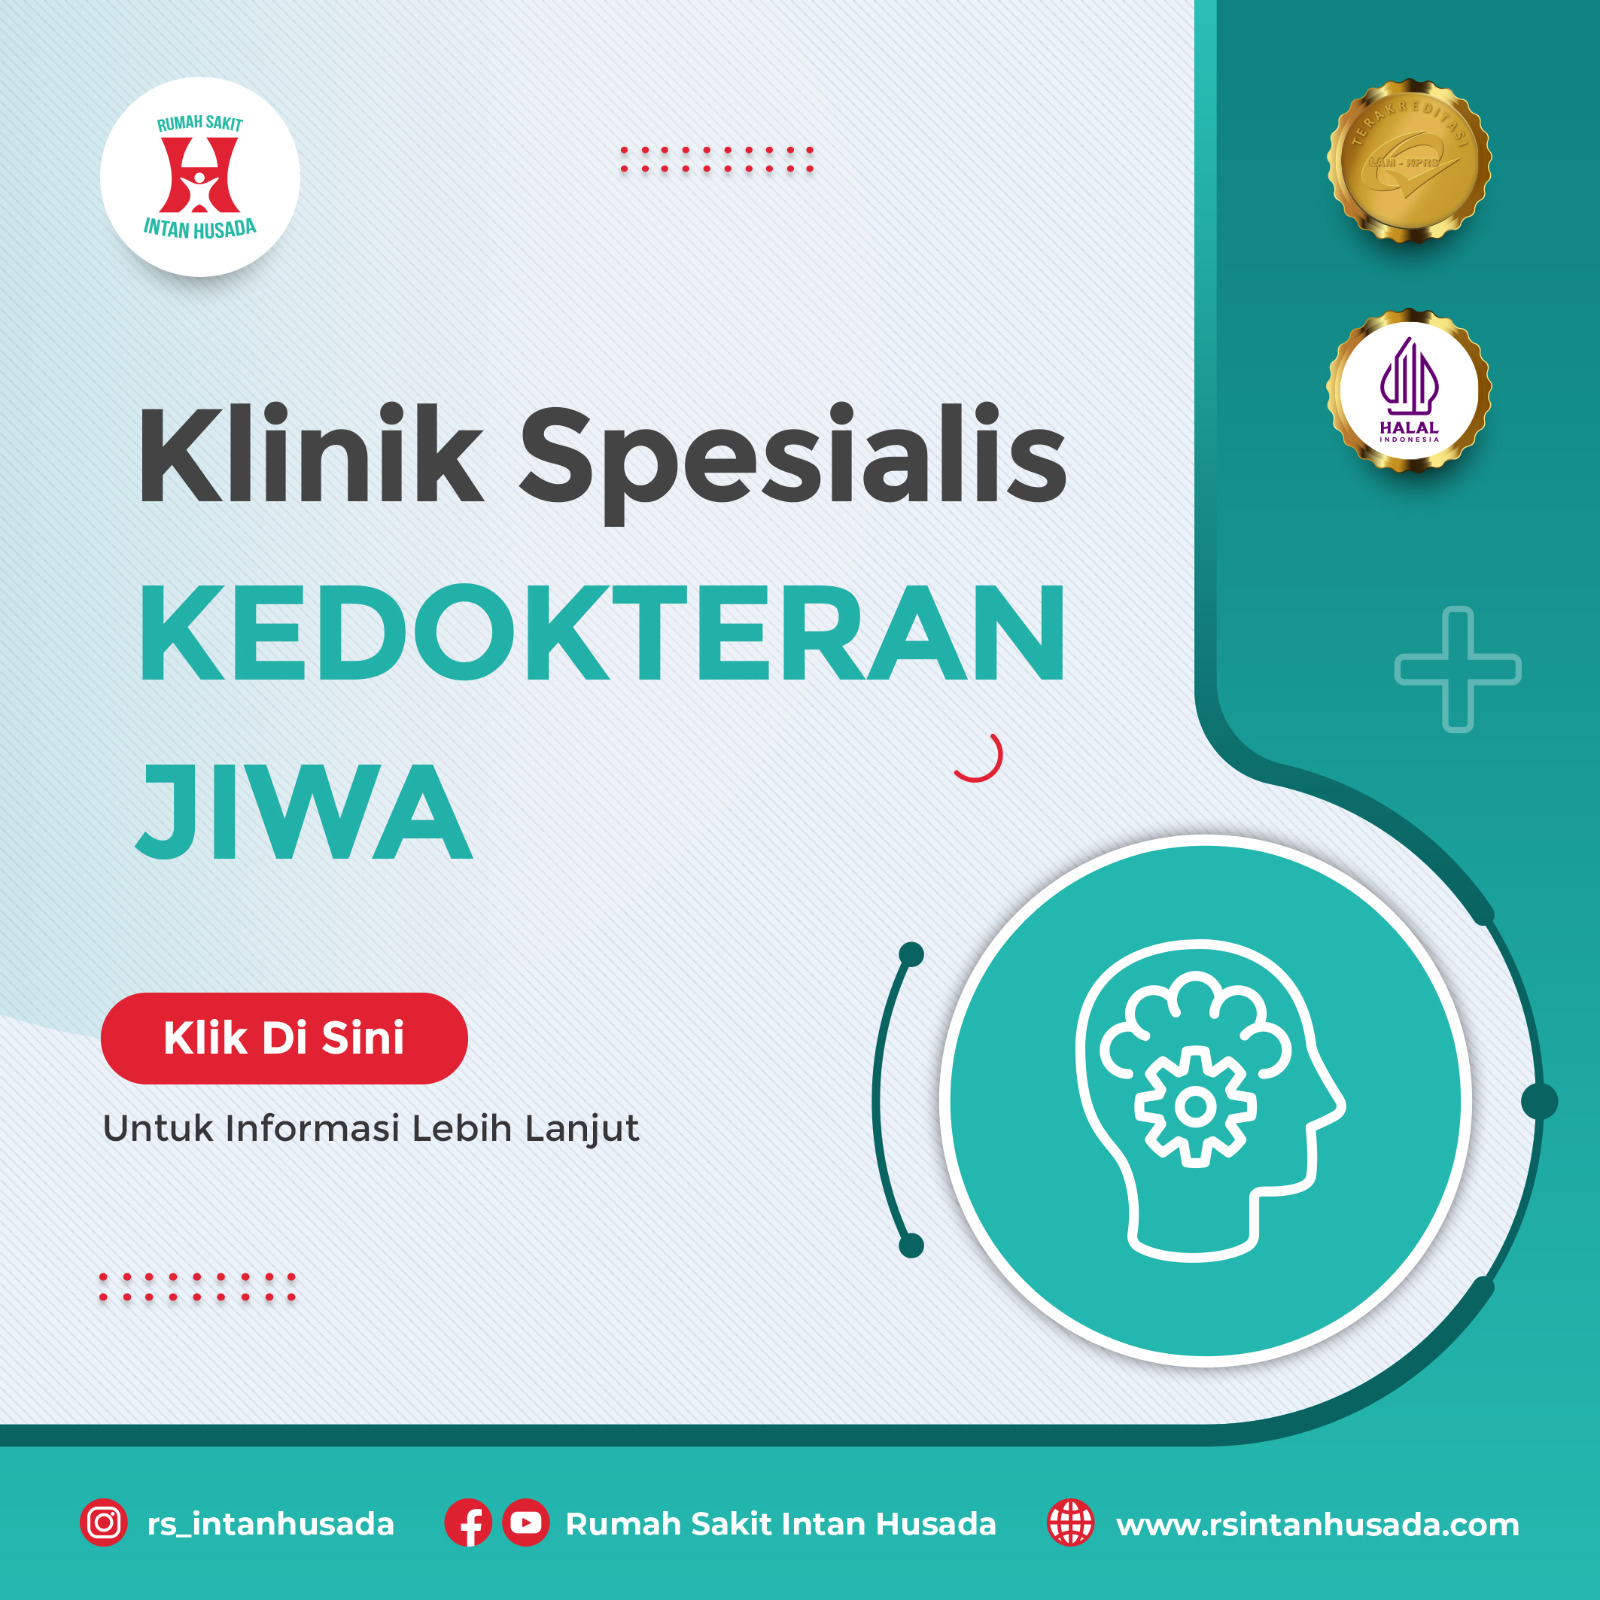 RUMAH SAKIT
INTAN HUSADA
TERAKREDITASI
LAM - KPRS
HALAL
INDONESIA
Klinik Spesialis
KEDOKTERAN
JIWA
Klik Di Sini
Untuk Informasi Lebih Lanjut
rs_intanhusada
Rumah Sakit Intan Husada
www.rsintanhusada.com